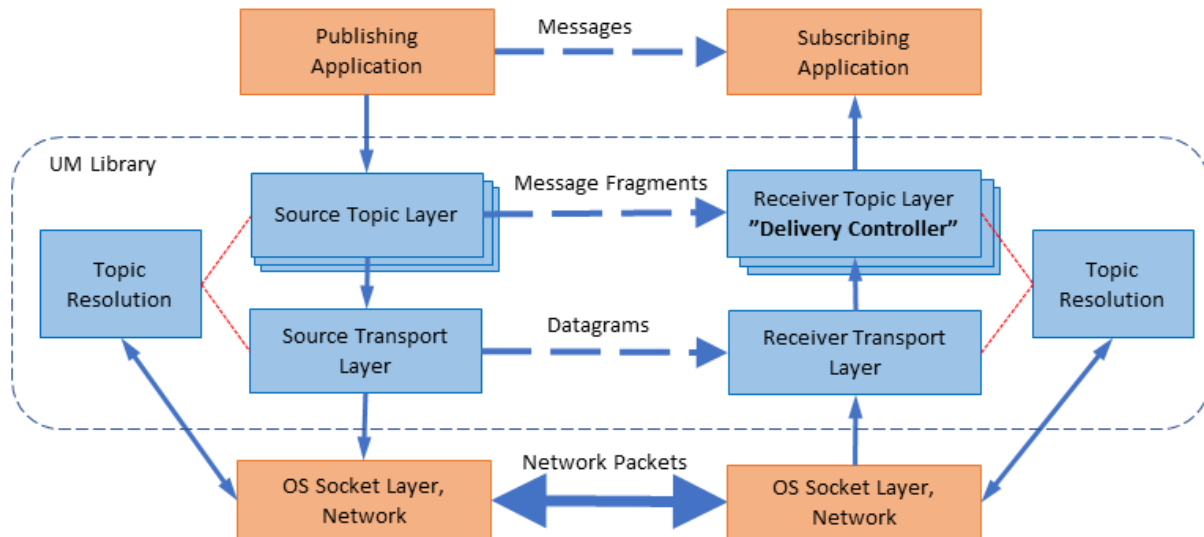 Publishing
Application
Messages
Subscribing
Application
UM Library
Source Topic Layer
Message Fragments
Receiver Topic Layer
”Delivery Controller”
Topic
Resolution
Topic
Resolution
Source Transport
Layer
Datagrams
Receiver Transport
Layer
OS Socket Layer,
Network
Network Packets
OS Socket Layer,
Network